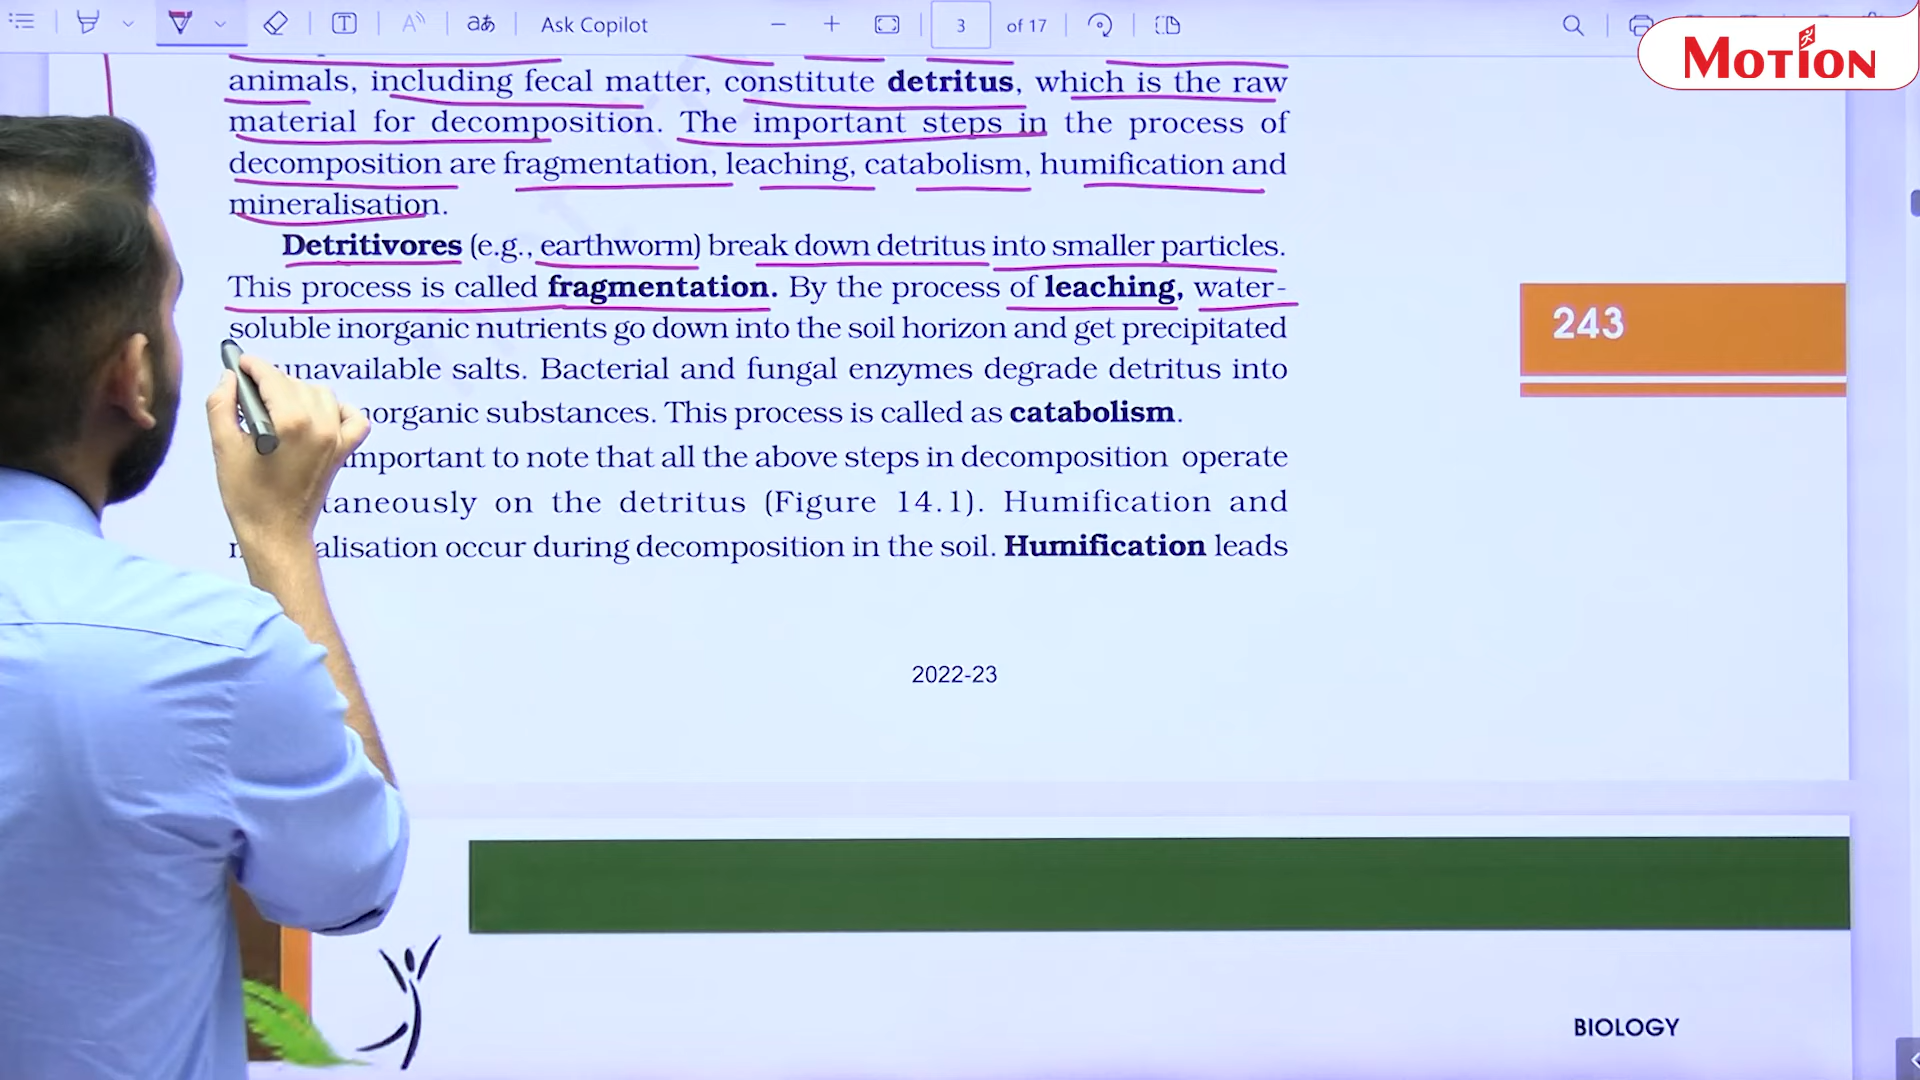 Ask Copilot
3
of 17
MOTION
animals, including fecal matter, constitute detritus, which is the raw
material for decomposition. The important steps in the process of
decomposition are fragmentation, leaching, catabolism, humification and
mineralisation.
Detritivores (e.g., earthworm) break down detritus into smaller particles.
This process is called fragmentation. By the process of leaching, water-
soluble inorganic nutrients go down into the soil horizon and get precipitated
unavailable salts. Bacterial and fungal enzymes degrade detritus into
norganic substances. This process is called as catabolism.
important to note that all the above steps in decomposition operate
taneously on the detritus (Figure 14.1). Humification and
alisation occur during decomposition in the soil. Humification leads
243
2022-23
BIOLOGY